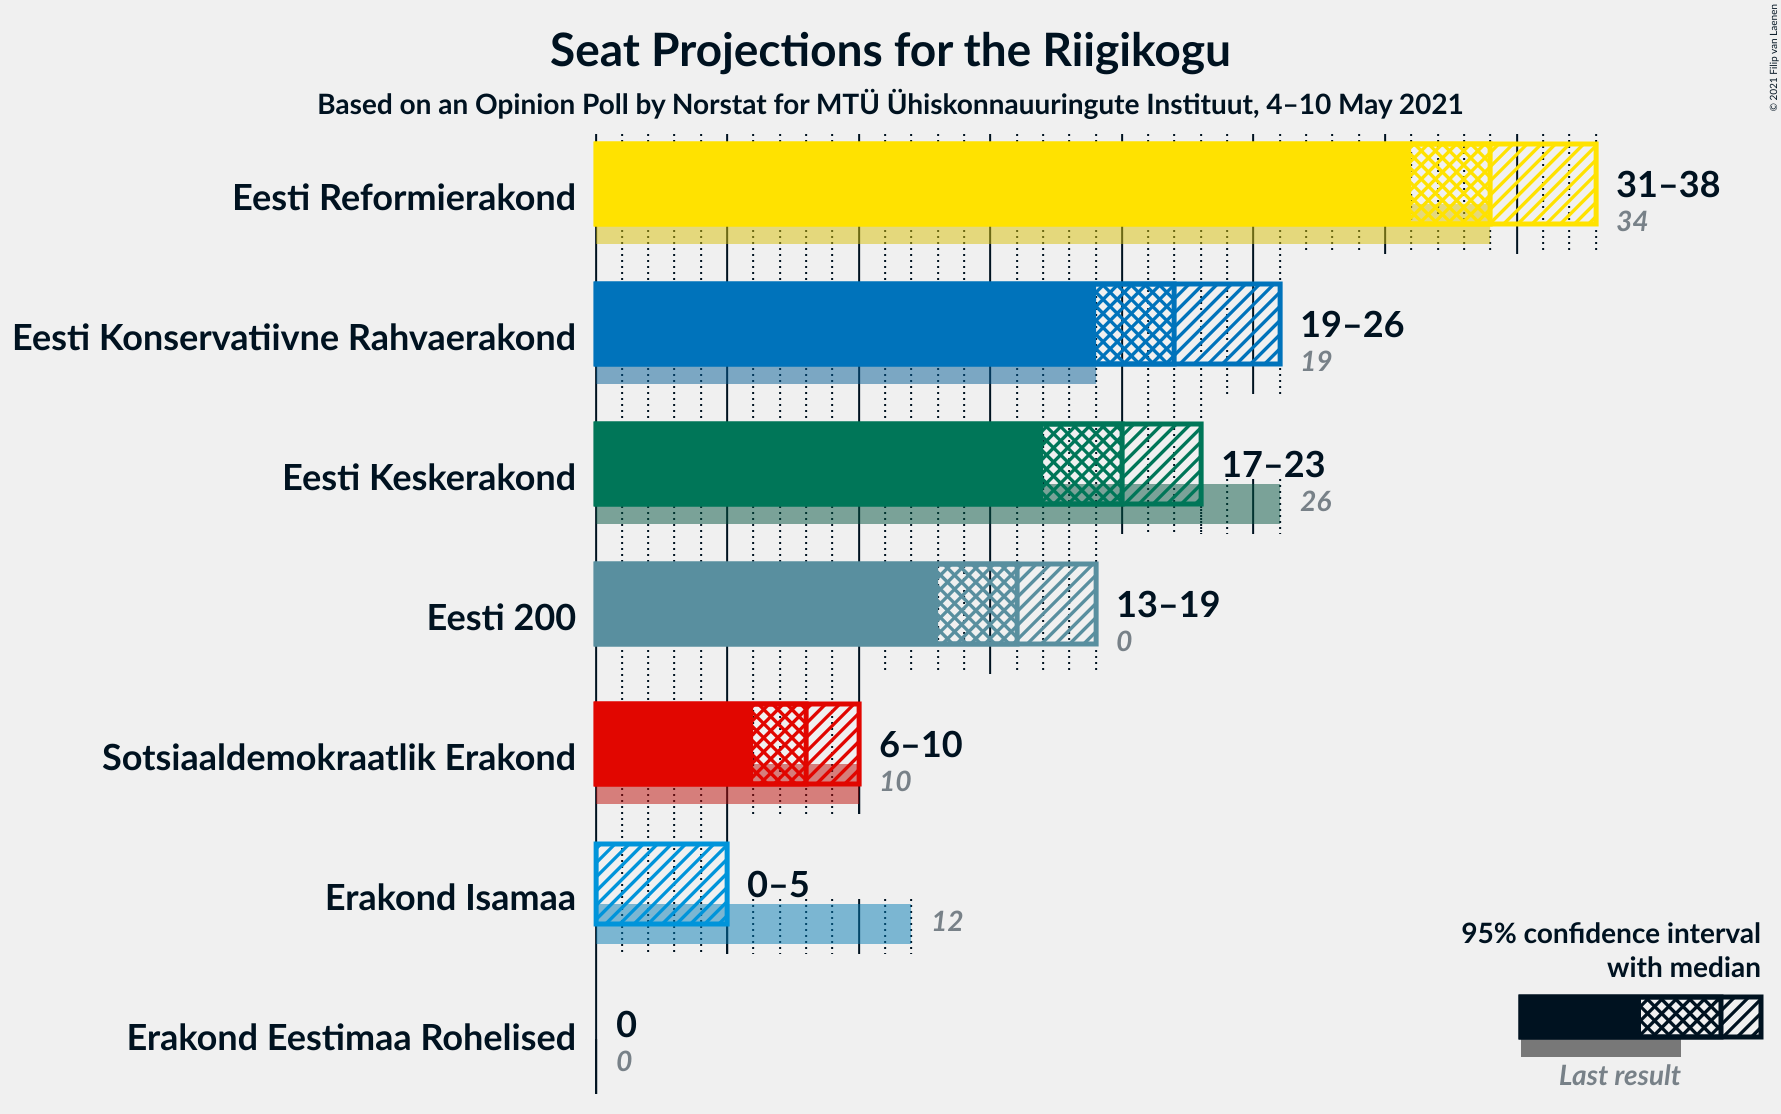 Seat Projections for the Riigikogu
Based on an Opinion Poll by Norstat for MTÜ Ühiskonnauuringute Instituut, 4–10 May 2021
© 2021 Filip van Laenen
Eesti Reformierakond
31–38
34
Eesti Konservatiivne Rahvaerakond
19–26
19
Eesti Keskerakond
17–23
26
Eesti 200
13–19
0
Sotsiaaldemokraatlik Erakond
6–10
10
Erakond Isamaa
0–5
12
Erakond Eestimaa Rohelised
0
0
95% confidence interval
with median
Last result